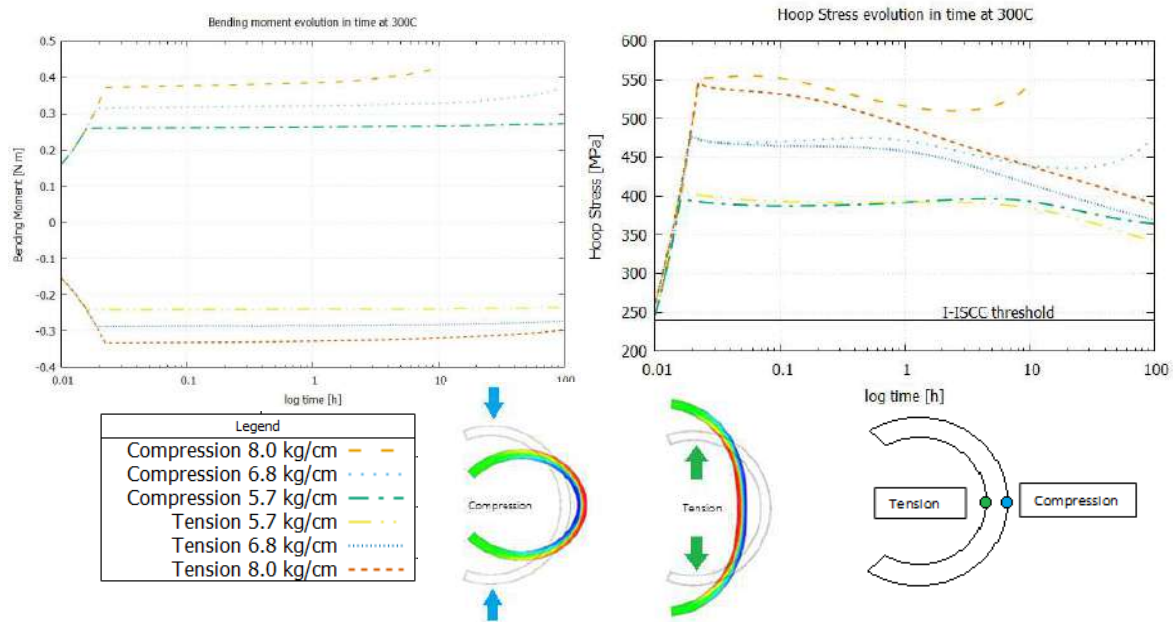 Bending moment evolution in time at 300C
0.5
0.4
0.3
0.2
0.1
0
-0.1
-0.2
-0.3
-0.4
Bending Moment [N m]
0.01
0.1
1
10
100
log time [h]
Hoop Stress evolution in time at 300C
600
550
500
450
400
350
300
250
200
Hoop Stress [MPa]
I-ISCC threshold
0.01
0.1
1
10
100
log time [h]
Legend
Compression 8.0 kg/cm
Compression 6.8 kg/cm
Compression 5.7 kg/cm
Tension 5.7 kg/cm
Tension 6.8 kg/cm
Tension 8.0 kg/cm
Compression
Tension
Tension
Compression